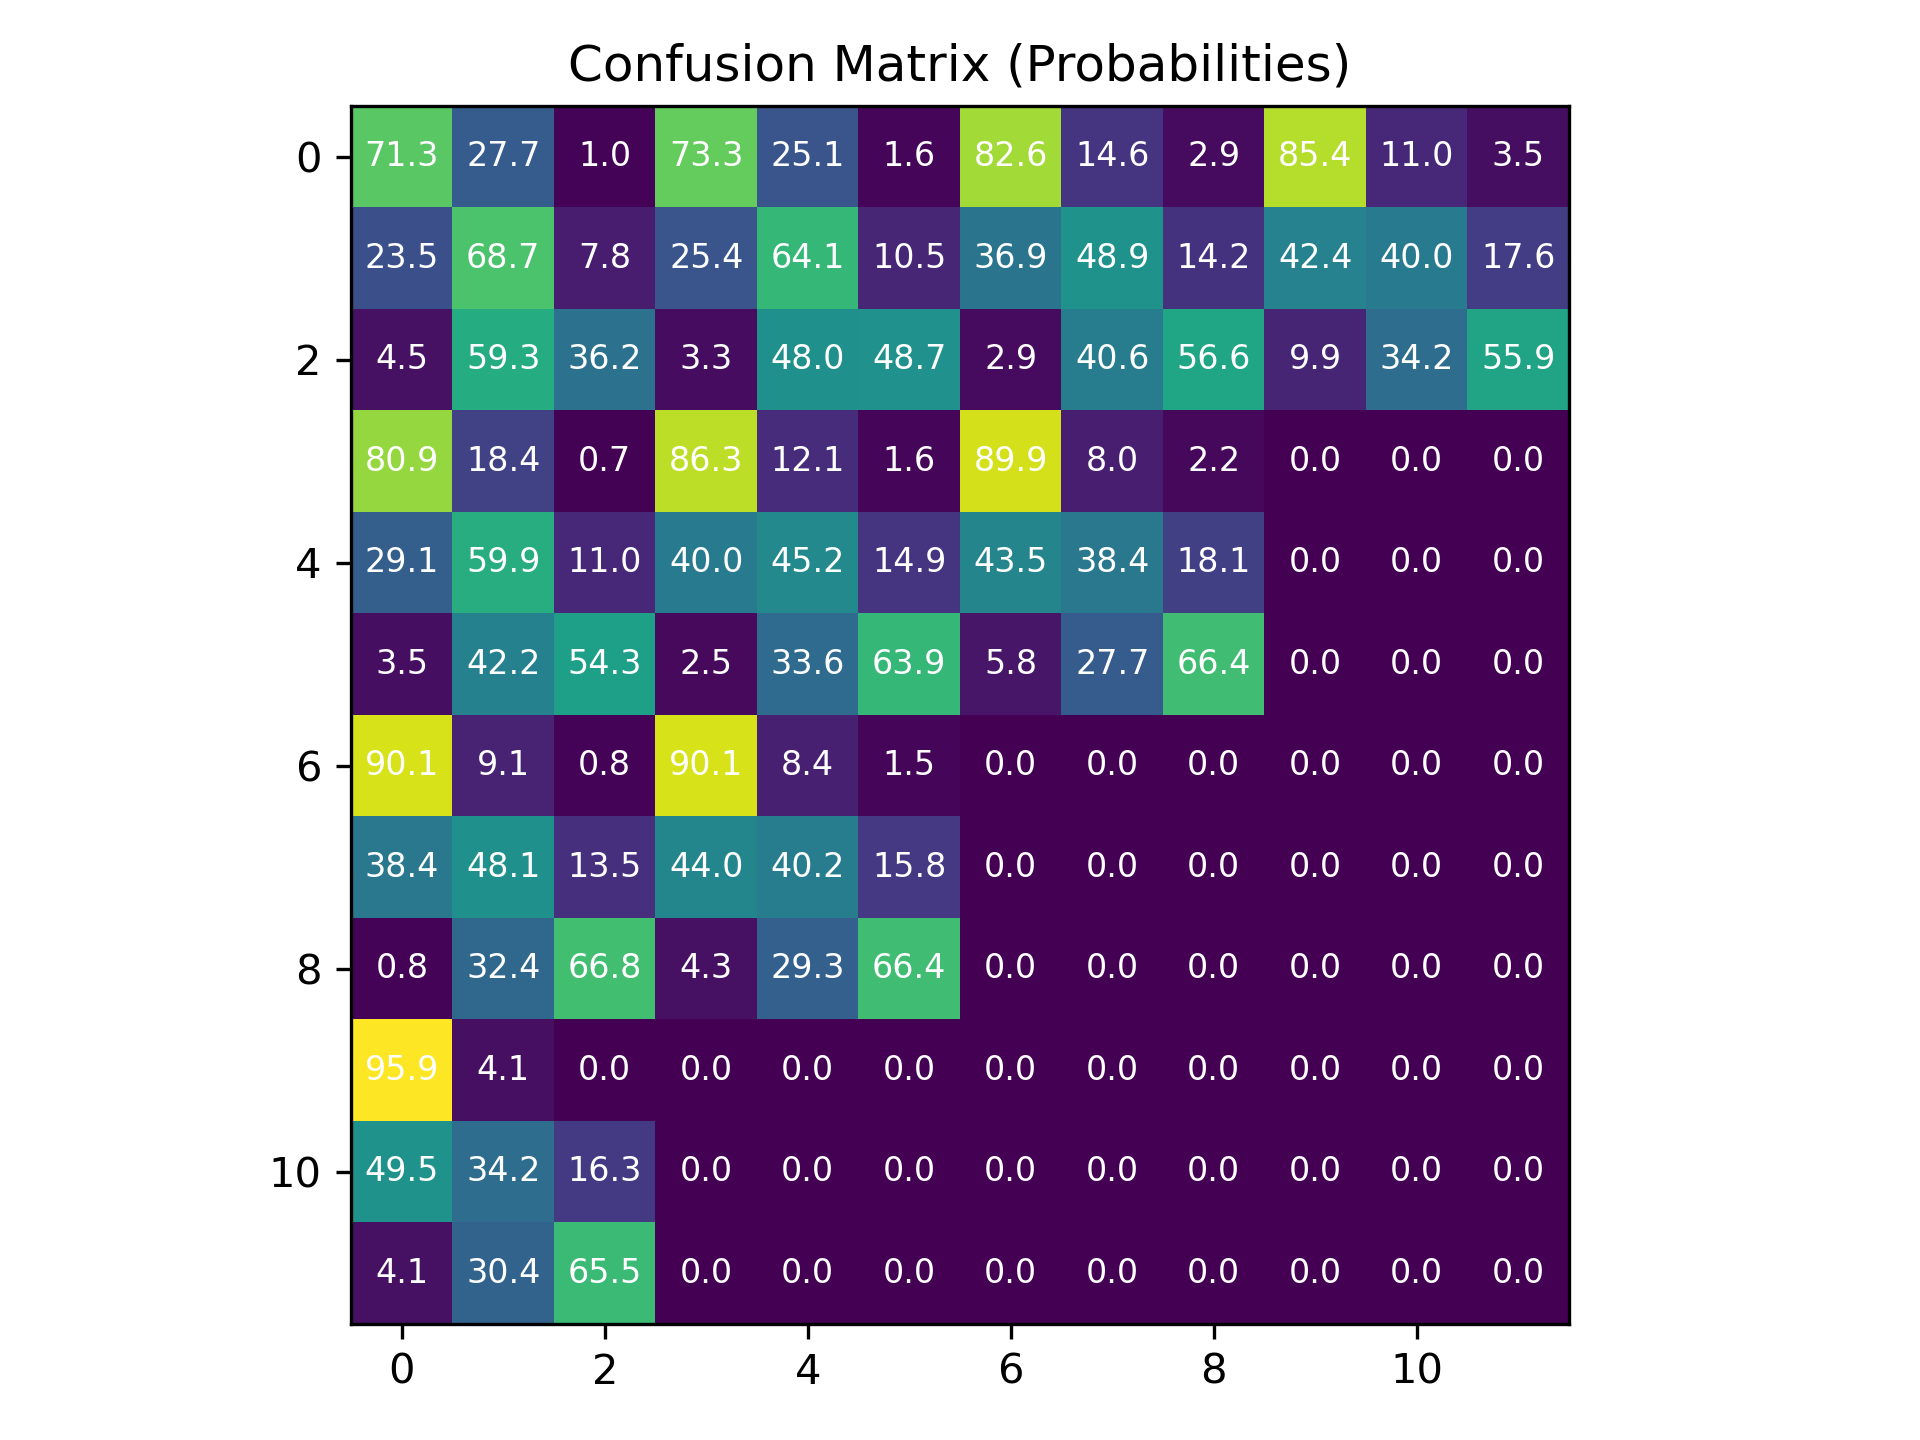 Confusion Matrix (Probabilities)
0 71.3 27.7 1.0 73.3 25.1 1.6 82.6 14.6 2.9 85.4 11.0 3.5
23.5 68.7 7.8 25.4 64.1 10.5 36.9 48.9 14.2 42.4 40.0 17.6
2 4.5 59.3 36.2 3.3 48.0 48.7 2.9 40.6 56.6 9.9 34.2 55.9
80.9 18.4 0.7 86.3 12.1 1.6 89.9 8.0 2.2 0.0 0.0 0.0
4 29.1 59.9 11.0 40.0 45.2 14.9 43.5 38.4 18.1 0.0 0.0 0.0
3.5 42.2 54.3 2.5 33.6 63.9 5.8 27.7 66.4 0.0 0.0 0.0
6 90.1 9.1 0.8 90.1 8.4 1.5 0.0 0.0 0.0 0.0 0.0 0.0
38.4 48.1 13.5 44.0 40.2 15.8 0.0 0.0 0.0 0.0 0.0 0.0
8 0.8 32.4 66.8 4.3 29.3 66.4 0.0 0.0 0.0 0.0 0.0 0.0
95.9 4.1 0.0 0.0 0.0 0.0 0.0 0.0 0.0 0.0 0.0 0.0
10 49.5 34.2 16.3 0.0 0.0 0.0 0.0 0.0 0.0 0.0 0.0 0.0
4.1 30.4 65.5 0.0 0.0 0.0 0.0 0.0 0.0 0.0 0.0 0.0
0 2 4 6 8 10